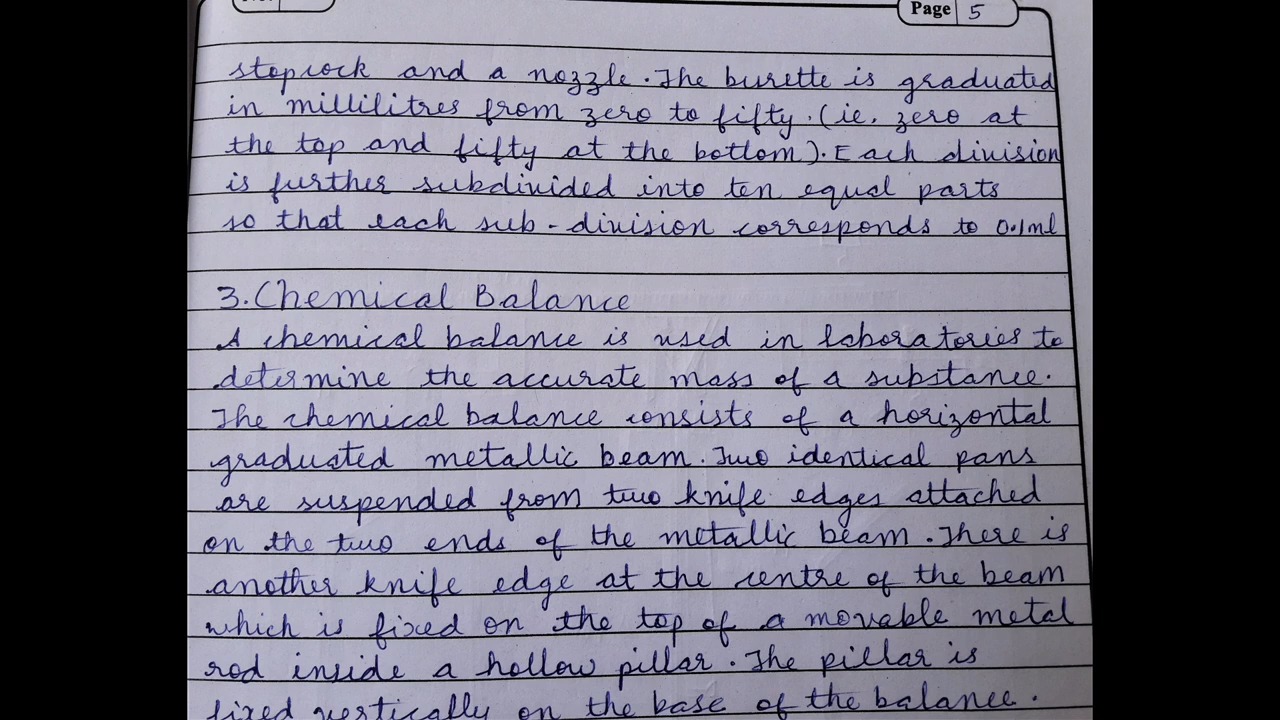 Page 5
stopcock and a nozzle. The burette is graduated
in millilitres from zero to fifty. (ie. zero at
the top and fifty at the bottom). Each division
is further subdivided into ten equal parts
so that each sub-division corresponds to 0.1ml
3. Chemical Balance
A chemical balance is used in laboratories to
determine the accurate mass of a substance.
The chemical balance consists of a horizontal
graduated metallic beam. Two identical pans
are suspended from two knife edges attached
on the two ends of the metallic beam. There is
another knife edge at the centre of the beam
which is fixed on the top of a movable metal
rod inside a hollow pillar. The pillar is
fixed vertically on the base of the balance.